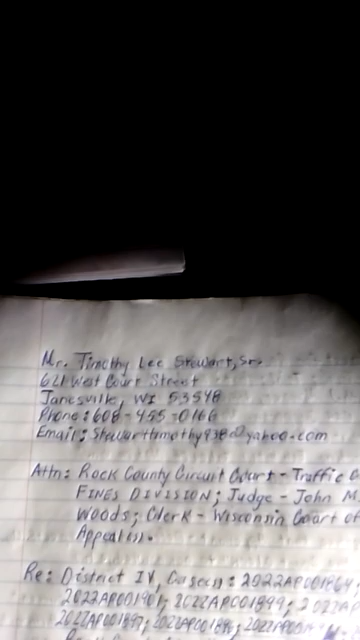 Mr. Timothy Lee Stewart, Sr.
621 West Court Street
Janesville, WI 53548
Phone: 608-455-0166
Email: Stewarttimothy938@yahoo.com
Attn: Rock County Circuit Court - Traffic
FINES DIVISION; Judge - John M
Woods; Clerk - Wisconsin Court of
Appeal(s).
Re: District IV, Case(s): 2022AP001864;
2022AP001901; 2022AP001899;
2022AP001897;